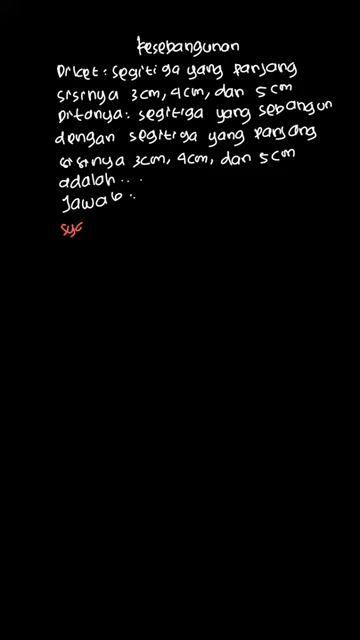 kesebangunan
Diket: segitiga yang panjang
sisinya 3cm, 4cm, dan 5cm
Ditanya: segitiga yang sebangun
dengan segitiga yang panjang
sisinya 3cm, 4cm, dan 5cm
adalah...
Jawab:
sya